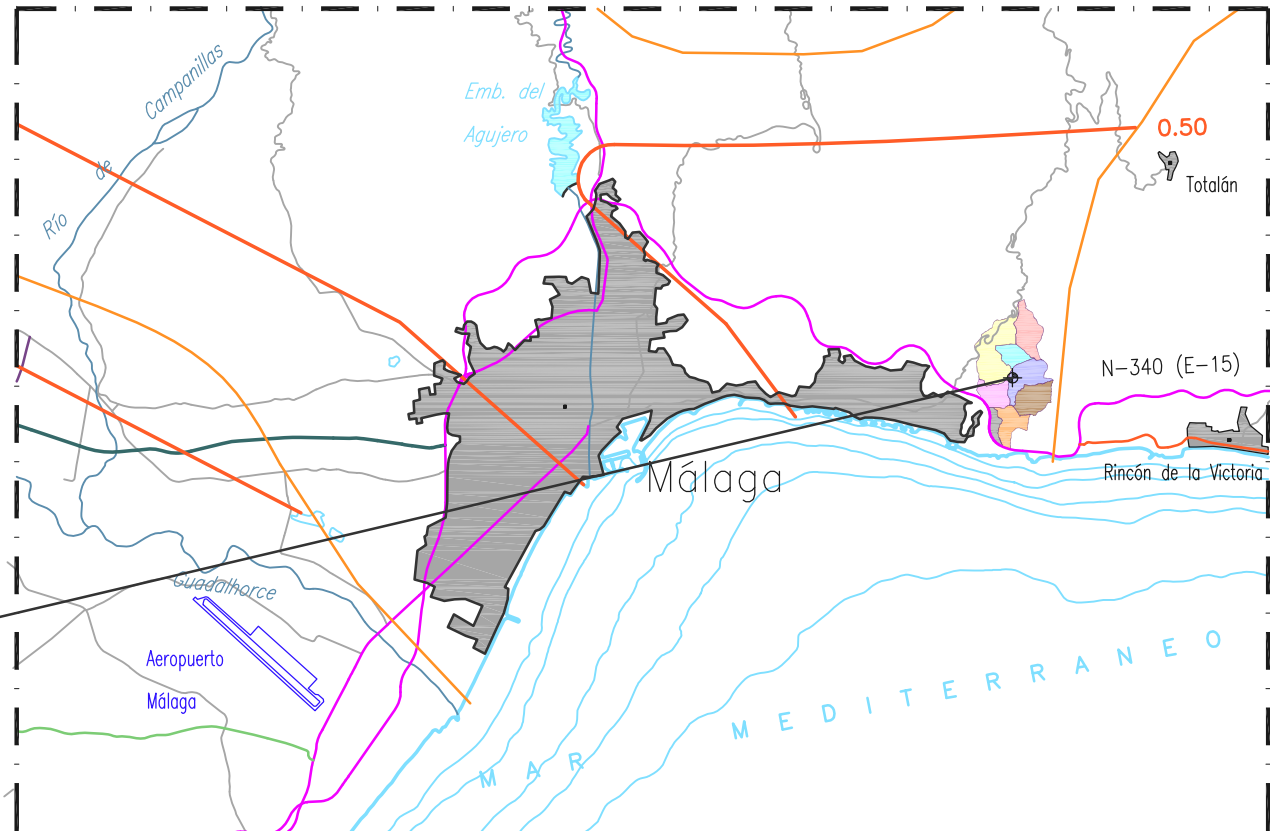 Campanillas
de
Río
Emb. del
Agujero
0.50
Totalán
N-340 (E-15)
Málaga
Rincón de la Victoria
Guadalhorce
Aeropuerto
Málaga
MAR MEDITERRANEO